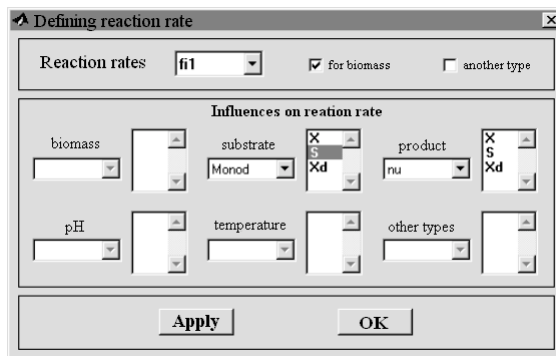 Defining reaction rate
Reaction rates fi1 for biomass another type
Influences on reation rate
biomass substrate Monod X S Xd product nu X S Xd
pH temperature other types
Apply OK